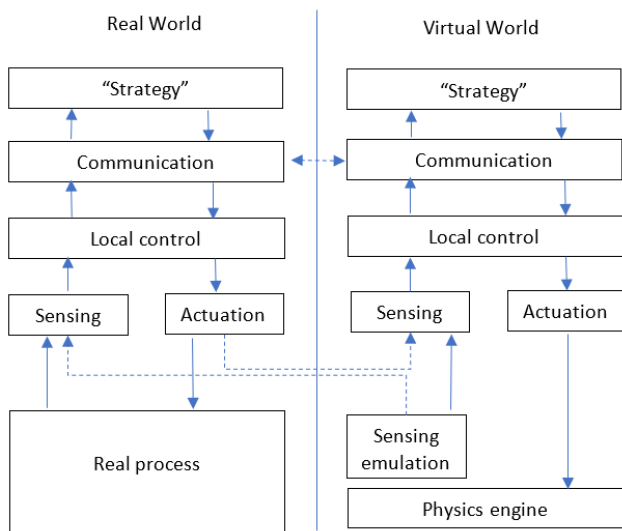 Real World
“Strategy”
Communication
Local control
Sensing
Actuation
Real process
Virtual World
“Strategy”
Communication
Local control
Sensing
Actuation
Sensing
emulation
Physics engine